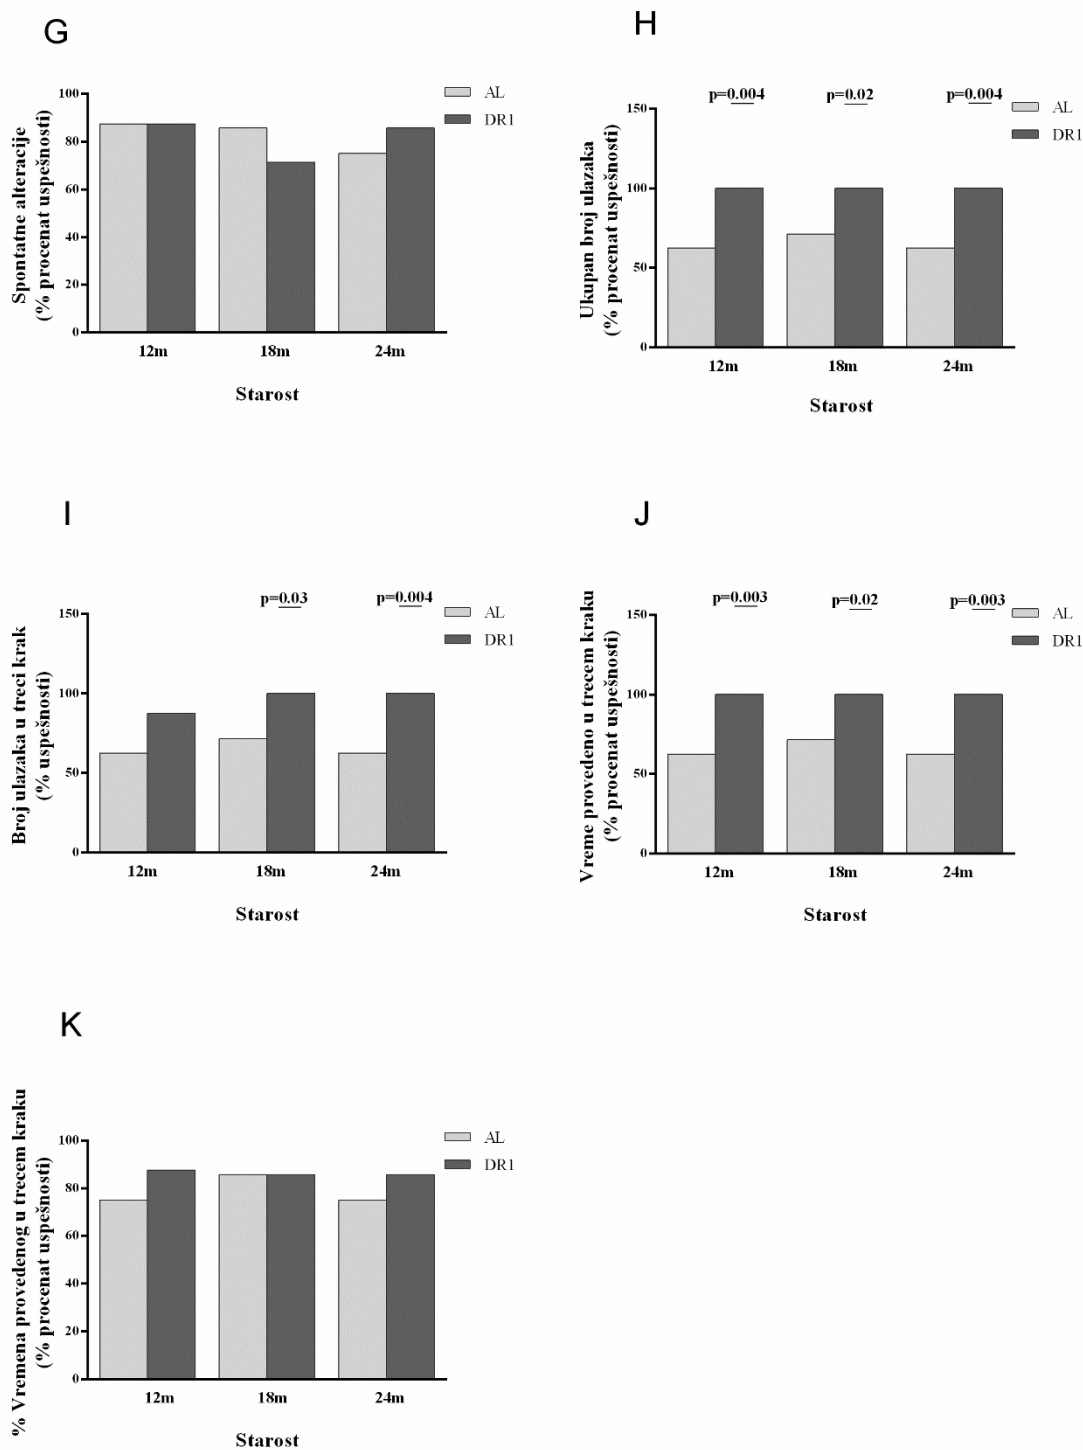 G
Spontatne alteracije
(% procenat uspešnosti)
100
80
60
40
20
0
12m
18m
24m
Starost
AL
DR1
H
Ukupan broj ulazaka
(% procenat uspešnosti)
p=0.004
p=0.02
p=0.004
150
100
50
0
12m
18m
24m
Starost
AL
DR1
I
Broj ulazaka u treci krak
(% uspešnosti)
p=0.03
p=0.004
150
100
50
0
12m
18m
24m
Starost
AL
DR1
J
Vreme provedeno u trecem kraku
(% procenat uspešnosti)
p=0.003
p=0.02
p=0.003
150
100
50
0
12m
18m
24m
Starost
AL
DR1
K
% Vremena provedenog u trecem kraku
(% procenat uspešnosti)
100
80
60
40
20
0
12m
18m
24m
Starost
AL
DR1